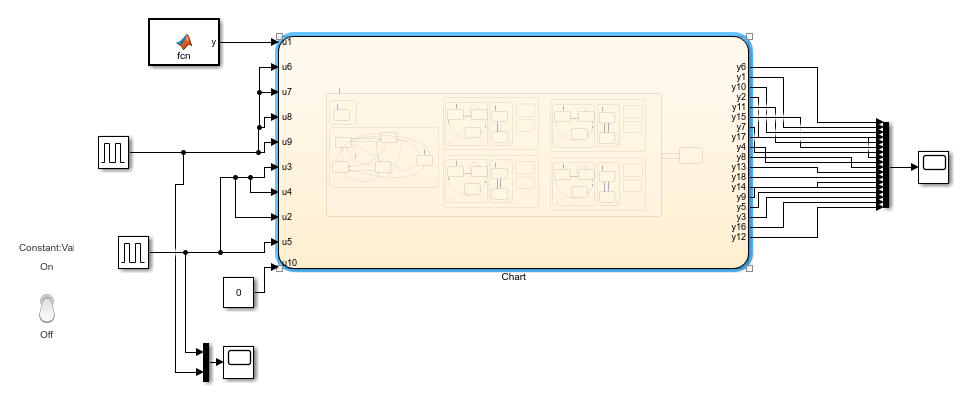 y
fcn
u1
u6
u7
u8
u9
u3
u4
u2
u5
u10
y6
y1
y10
y2
y11
y15
y7
y17
y4
y8
y13
y18
y14
y9
y5
y3
y16
y12
Chart
Constant:Val
On
Off
0